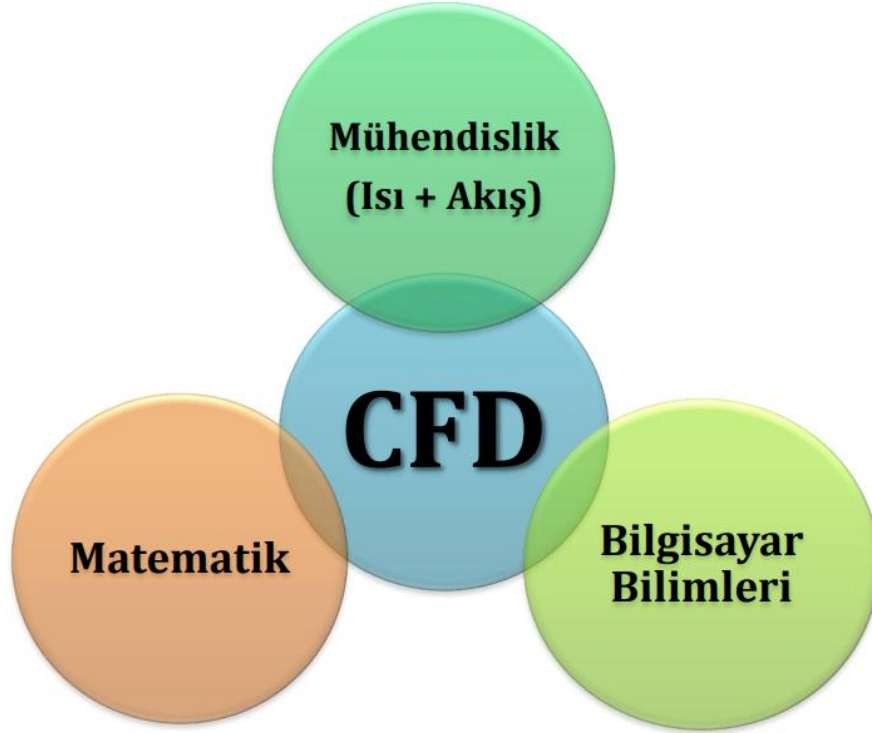 Mühendislik
(Isı + Akış)
CFD
Matematik
Bilgisayar
Bilimleri